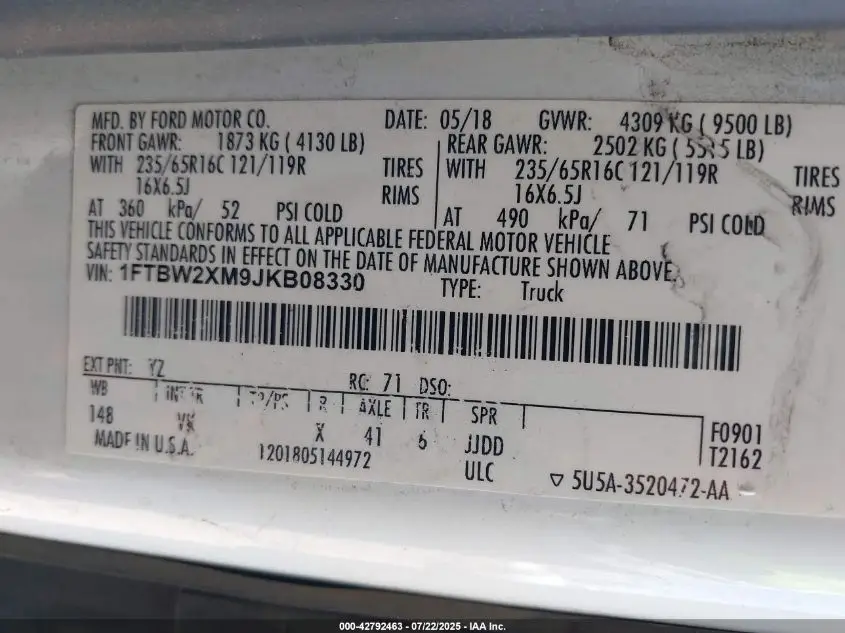 MFD. BY FORD MOTOR CO. DATE: 05/18 GVWR: 4309 KG ( 9500 LB)
FRONT GAWR: 1873 KG ( 4130 LB) REAR GAWR: 2502 KG ( LB)
WITH 235/65R16C 121/119R TIRES WITH 235/65R16C 121/119R TIRES
16X6.5J RIMS 16X6.5J RIMS
AT 360 kPa/ 52 PSI COLD AT 490 kPa/ 71 PSI COLD
THIS VEHICLE CONFORMS TO ALL APPLICABLE FEDERAL MOTOR VEHICLE
SAFETY STANDARDS IN EFFECT ON THE DATE OF MANUFACTURE SHOWN ABOVE.
VIN: 1FTBW2XM9JKB08330 TYPE: Truck
EXT PNT: YZ RC: 71 DSO:
WB R AXLE TR SPR
148 VK X 41 6 JJDD F0901
MADE IN U.S.A. 1201805144972 ULC T2162
▽ 5U5A-3520472-AA
000-42792463 - 07/22/2025 - IAA Inc.